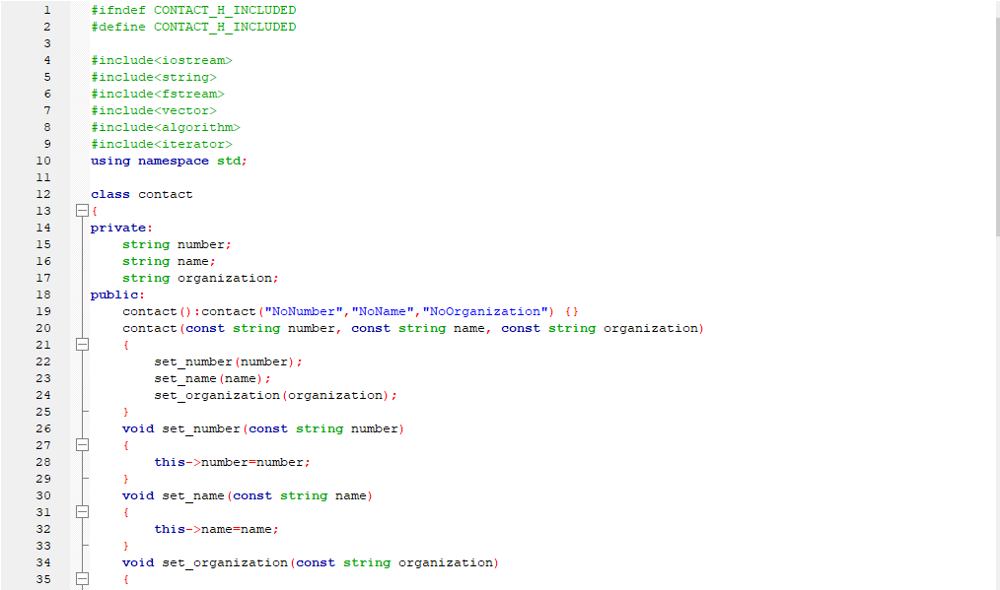 1 #ifndef CONTACT_H_INCLUDED
2 #define CONTACT_H_INCLUDED
3
4 #include<iostream>
5 #include<string>
6 #include<fstream>
7 #include<vector>
8 #include<algorithm>
9 #include<iterator>
10 using namespace std;
11
12 class contact
13 {
14 private:
15     string number;
16     string name;
17     string organization;
18 public:
19     contact():contact("NoNumber","NoName","NoOrganization") {}
20     contact(const string number, const string name, const string organization)
21     {
22         set_number(number);
23         set_name(name);
24         set_organization(organization);
25     }
26     void set_number(const string number)
27     {
28         this->number=number;
29     }
30     void set_name(const string name)
31     {
32         this->name=name;
33     }
34     void set_organization(const string organization)
35     {